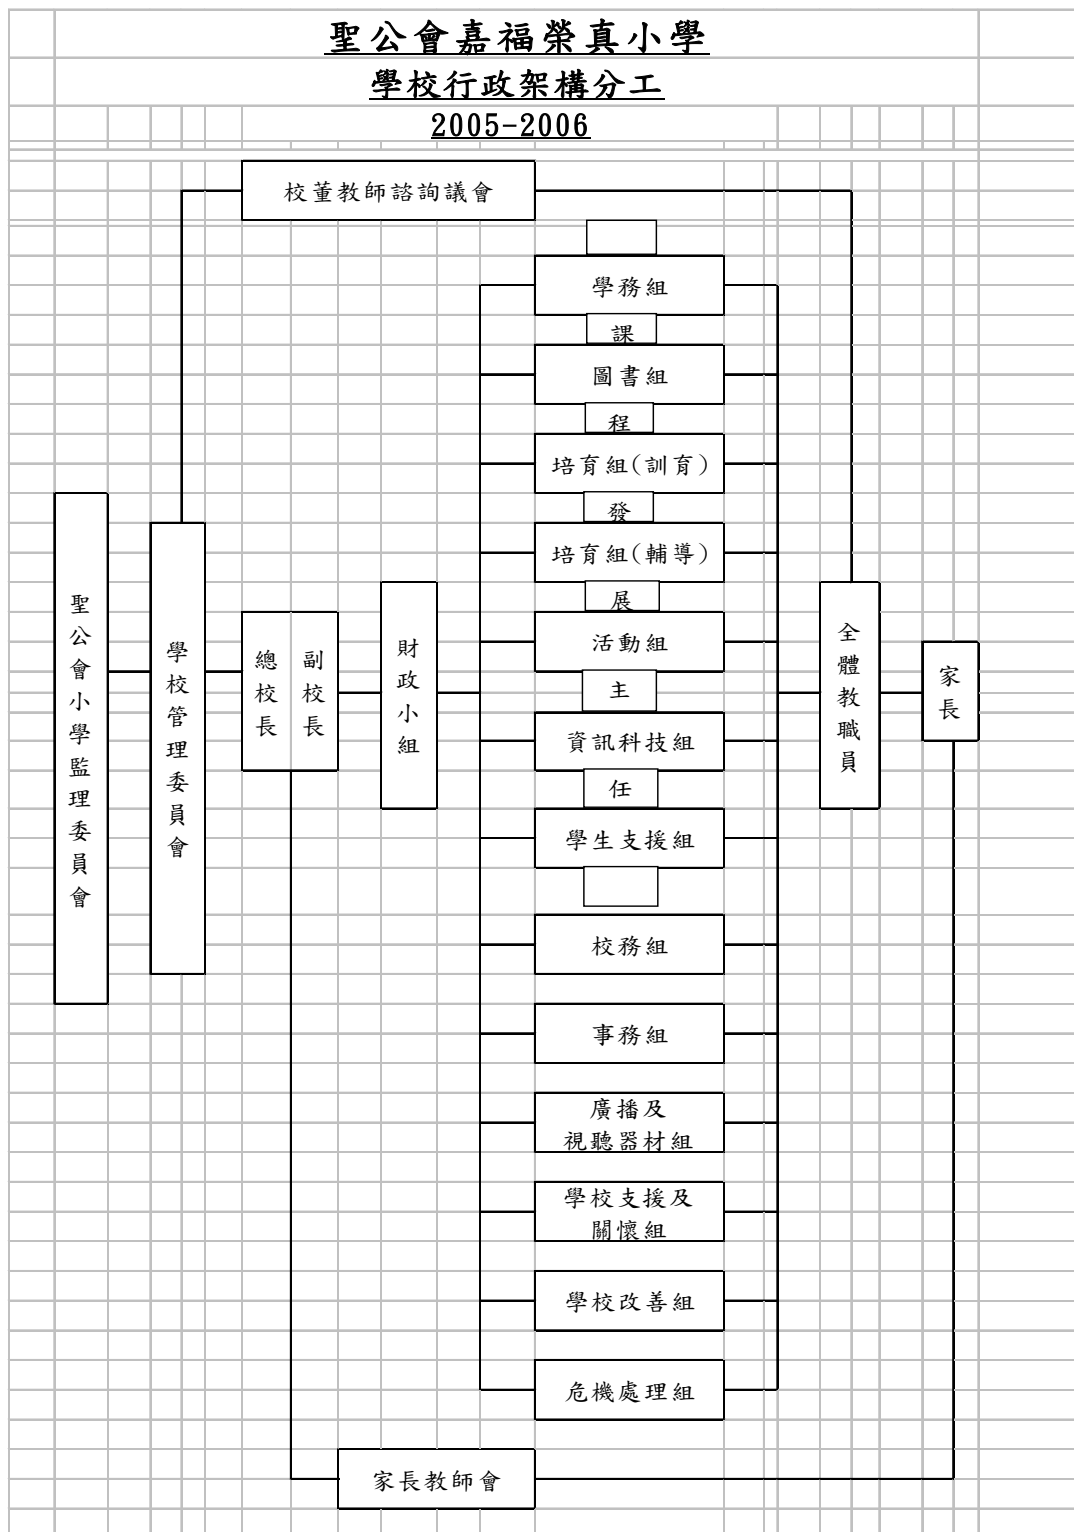 聖公會嘉福榮真小學
學校行政架構分工
2005-2006
校董教師諮詢議會
學務組
課
圖書組
程
培育組(訓育)
發
培育組(輔導)
展
活動組
主
資訊科技組
任
學生支援組
校務組
事務組
廣播及
視聽器材組
學校支援及
關懷組
學校改善組
危機處理組
聖公會小學監理委員會
學校管理委員會
總校長
副校長
財政小組
全體教職員
家長
家長教師會